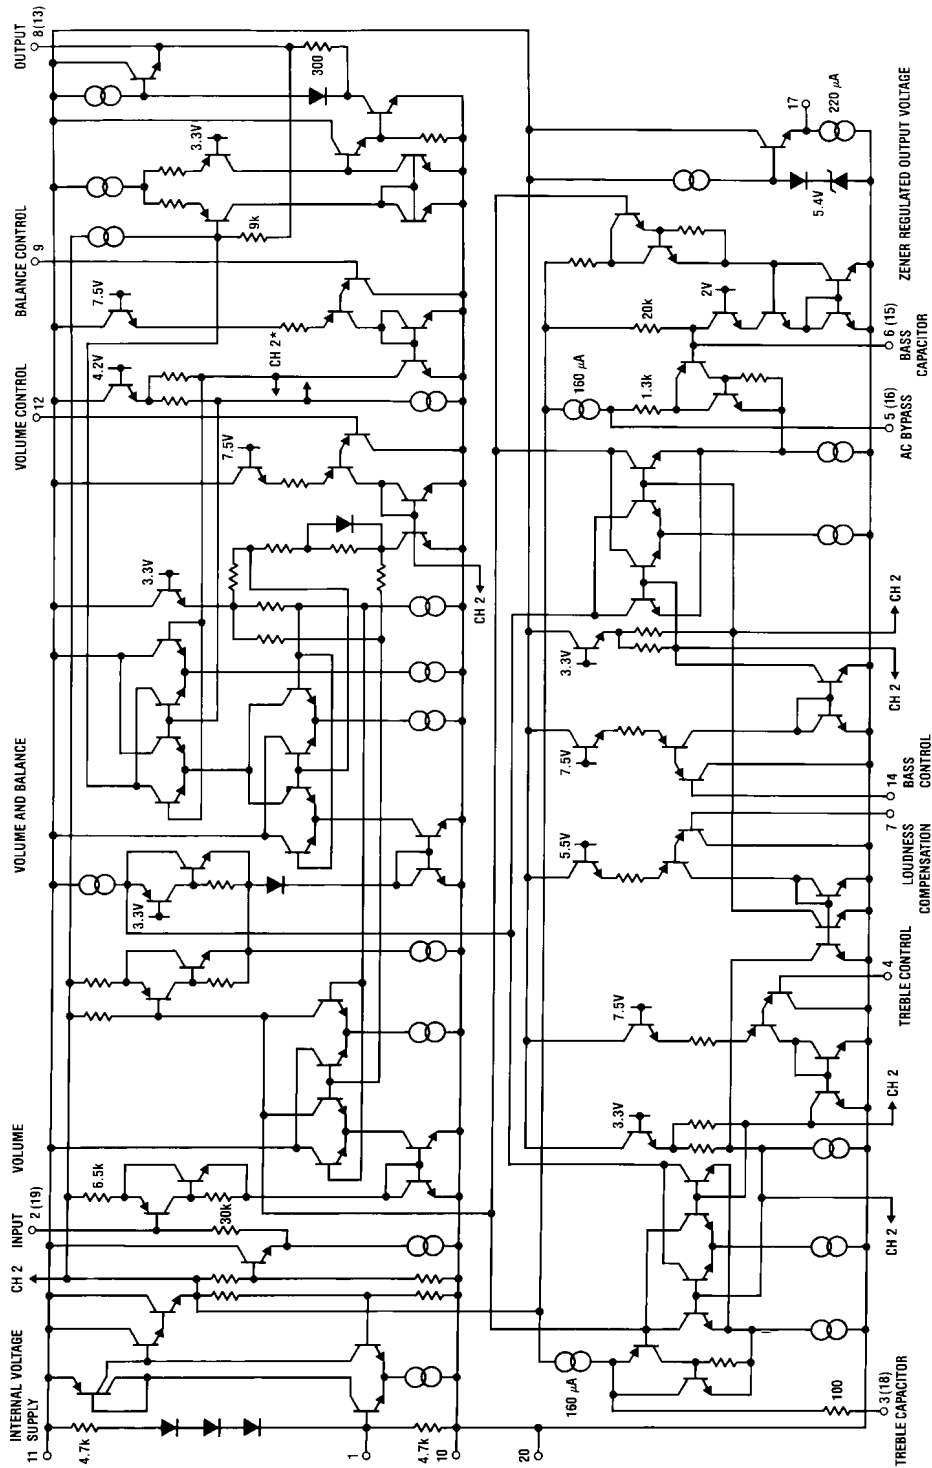 INTERNAL VOLTAGE
SUPPLY
11
CH 2
INPUT
2 (19)
VOLUME
VOLUME AND BALANCE
VOLUME CONTROL
12
BALANCE CONTROL
9
OUTPUT
8 (13)
4.7k
1
4.7k
10
20
6.5k
30k
3.3V
3.3V
7.5V
4.2V
CH 2*
7.5V
9k
3.3V
300
CH 2
160 µA
100
3 (18)
TREBLE CAPACITOR
3.3V
CH 2
CH 2
7.5V
4
TREBLE CONTROL
5.5V
7
LOUDNESS
COMPENSATION
7.5V
14
BASS
CONTROL
3.3V
CH 2
CH 2
160 µA
1.3k
5 (16)
AC BYPASS
20k
2V
6 (15)
BASS
CAPACITOR
5.4V
17
220 µA
ZENER REGULATED OUTPUT VOLTAGE